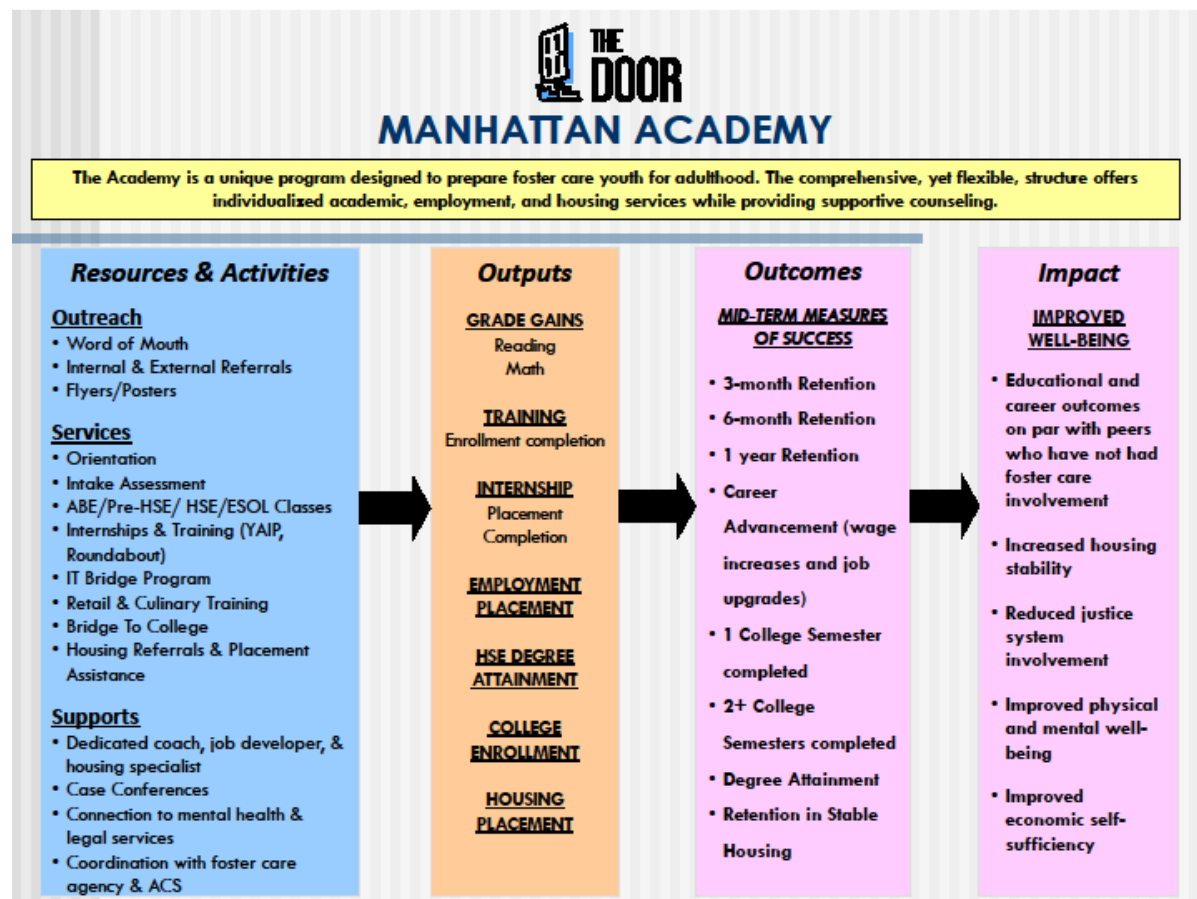 THE
DOOR
MANHATTAN ACADEMY
The Academy is a unique program designed to prepare foster care youth for adulthood. The comprehensive, yet flexible, structure offers
individualized academic, employment, and housing services while providing supportive counseling.
Resources & Activities
Outreach
• Word of Mouth
• Internal & External Referrals
• Flyers/Posters
Services
• Orientation
• Intake Assessment
• ABE/Pre-HSE/ HSE/ESOL Classes
• Internships & Training (YAIP,
Roundabout)
• IT Bridge Program
• Retail & Culinary Training
• Bridge To College
• Housing Referrals & Placement
Assistance
Supports
• Dedicated coach, job developer, &
housing specialist
• Case Conferences
• Connection to mental health &
legal services
• Coordination with foster care
agency & ACS
Outputs
GRADE GAINS
Reading
Math
TRAINING
Enrollment completion
INTERNSHIP
Placement
Completion
EMPLOYMENT
PLACEMENT
HSE DEGREE
ATTAINMENT
COLLEGE
ENROLLMENT
HOUSING
PLACEMENT
Outcomes
MID-TERM MEASURES
OF SUCCESS
• 3-month Retention
• 6-month Retention
• 1 year Retention
• Career
Advancement (wage
increases and job
upgrades)
• 1 College Semester
completed
• 2+ College
Semesters completed
• Degree Attainment
• Retention in Stable
Housing
Impact
IMPROVED
WELL-BEING
• Educational and
career outcomes
on par with peers
who have not had
foster care
involvement
• Increased housing
stability
• Reduced justice
system
involvement
• Improved physical
and mental well-
being
• Improved
economic self-
sufficiency